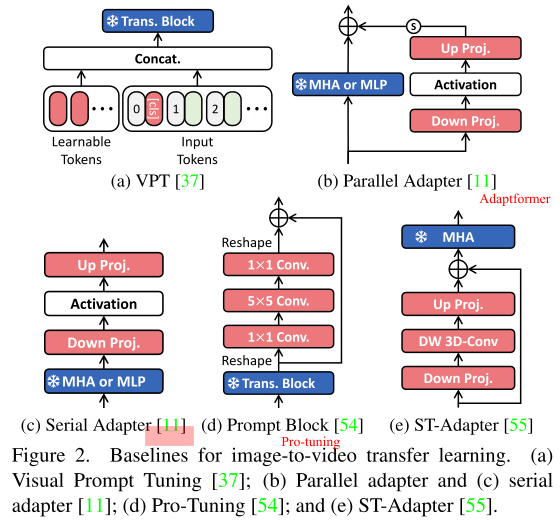 Trans. Block
Concat.
0 [cls] 1 2
Learnable Tokens
Input Tokens
(a) VPT [37]
S
Up Proj.
MHA or MLP
Activation
Down Proj.
(b) Parallel Adapter [11]
Adaptformer
Up Proj.
Activation
Down Proj.
MHA or MLP
(c) Serial Adapter [11]
Reshape
1×1 Conv.
5×5 Conv.
1×1 Conv.
Reshape
Trans. Block
(d) Prompt Block [54]
Pro-tuning
MHA
Up Proj.
DW 3D-Conv
Down Proj.
(e) ST-Adapter [55]
Figure 2. Baselines for image-to-video transfer learning. (a)
Visual Prompt Tuning [37]; (b) Parallel adapter and (c) serial
adapter [11]; (d) Pro-Tuning [54]; and (e) ST-Adapter [55].